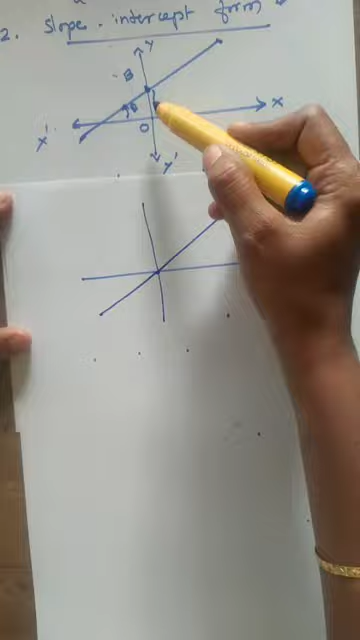 2. Slope - intercept form
Y
B
θ
X
X'
O
Y'